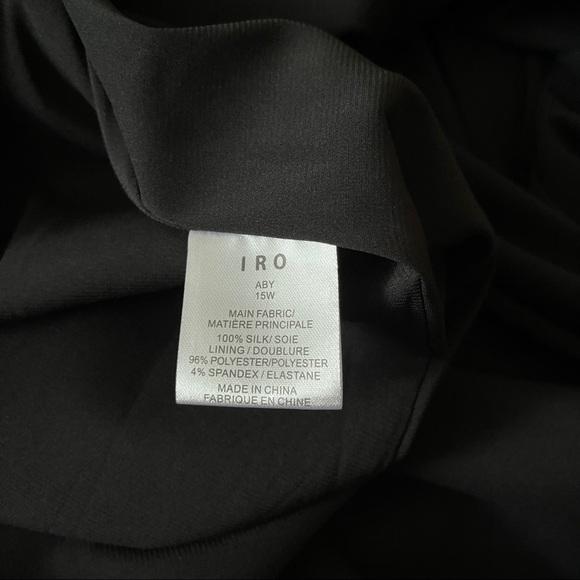 IRO
ABY
15W
MAIN FABRIC/
MATIÈRE PRINCIPALE
100% SILK/SOIE
LINING/DOUBLURE
96% POLYESTER/POLYESTER
4% SPANDEX/ELASTANE
MADE IN CHINA
FABRIQUE EN CHINE